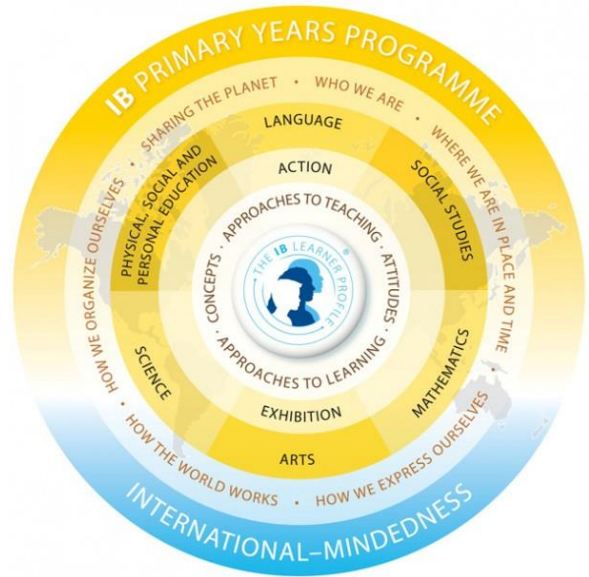 IB PRIMARY YEARS PROGRAMME
SHARING THE PLANET • WHO WE ARE • WHERE WE ARE IN PLACE AND TIME • HOW WE EXPRESS OURSELVES • HOW THE WORLD WORKS • HOW WE ORGANIZE OURSELVES •
LANGUAGE
SOCIAL STUDIES
MATHEMATICS
ARTS
SCIENCE
PHYSICAL, SOCIAL AND
PERSONAL EDUCATION
ACTION
EXHIBITION
APPROACHES TO TEACHING · ATTITUDES · APPROACHES TO LEARNING · CONCEPTS ·
THE IB LEARNER PROFILE ®
INTERNATIONAL–MINDEDNESS